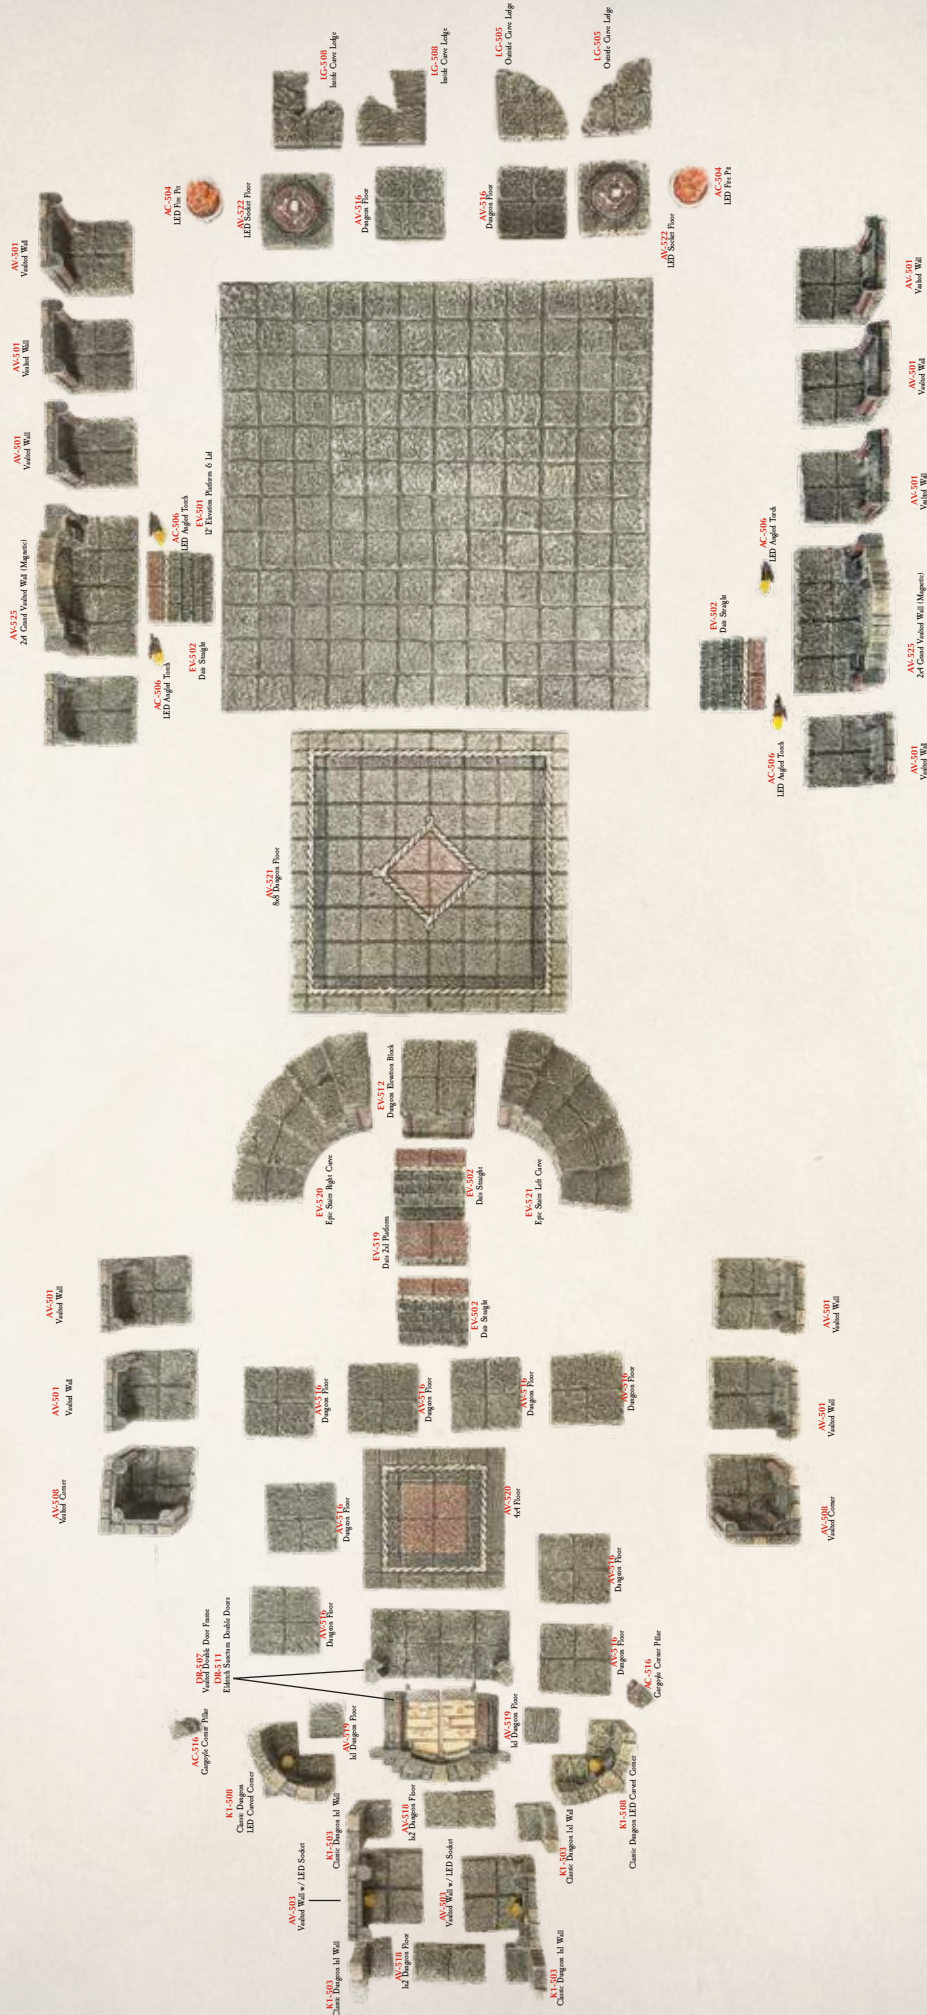 LG-508
Inside Curve Ledge
LG-508
Inside Curve Ledge
LG-505
Outside Curve Ledge
LG-505
Outside Curve Ledge
AC-504
LED Fire Pit
AV-522
LED Socket Floor
AV-516
Dungeon Floor
AV-516
Dungeon Floor
AV-522
LED Socket Floor
AC-504
LED Fire Pit
AV-501
Vaulted Wall
AV-501
Vaulted Wall
AV-501
Vaulted Wall
AV-525
2x4 Grand Vaulted Wall (Magnetic)
AC-506
LED Angled Torch
EV-501
12" Elevation Platform & Lid
EV-502
Dais Straight
AC-506
LED Angled Torch
AV-501
Vaulted Wall
AV-501
Vaulted Wall
AV-501
Vaulted Wall
AC-506
LED Angled Torch
EV-502
Dais Straight
AV-525
2x4 Grand Vaulted Wall (Magnetic)
AC-506
LED Angled Torch
AV-501
Vaulted Wall
AV-521
8x8 Dungeon Floor
EV-512
Dungeon Elevation Block
EV-520
Epic Stairs Right Curve
EV-502
Dais Straight
EV-521
Epic Stairs Left Curve
EV-519
Dais 2x1 Platform
EV-502
Dais Straight
AV-501
Vaulted Wall
AV-501
Vaulted Wall
AV-508
Vaulted Corner
AV-501
Vaulted Wall
AV-501
Vaulted Wall
AV-508
Vaulted Corner
AV-516
Dungeon Floor
AV-516
Dungeon Floor
AV-516
Dungeon Floor
AV-516
Dungeon Floor
AV-516
Dungeon Floor
AV-520
4x4 Floor
AV-516
Dungeon Floor
AV-516
Dungeon Floor
AV-516
Dungeon Floor
DR-507
Vaulted Double Door Frame
DR-511
Eldritch Sanctum Double Doors
AC-516
Gargoyle Corner Pillar
AC-516
Gargoyle Corner Pillar
AV-519
1x1 Dungeon Floor
AV-519
1x1 Dungeon Floor
K1-508
Classic Dungeon
LED Curved Corner
K1-508
Classic Dungeon LED Curved Corner
K1-503
Classic Dungeon 1x1 Wall
AV-518
1x2 Dungeon Floor
K1-503
Classic Dungeon 1x1 Wall
AV-503
Vaulted Wall w/ LED Socket
AV-503
Vaulted Wall w/ LED Socket
K1-503
Classic Dungeon 1x1 Wall
AV-518
1x2 Dungeon Floor
K1-503
Classic Dungeon 1x1 Wall